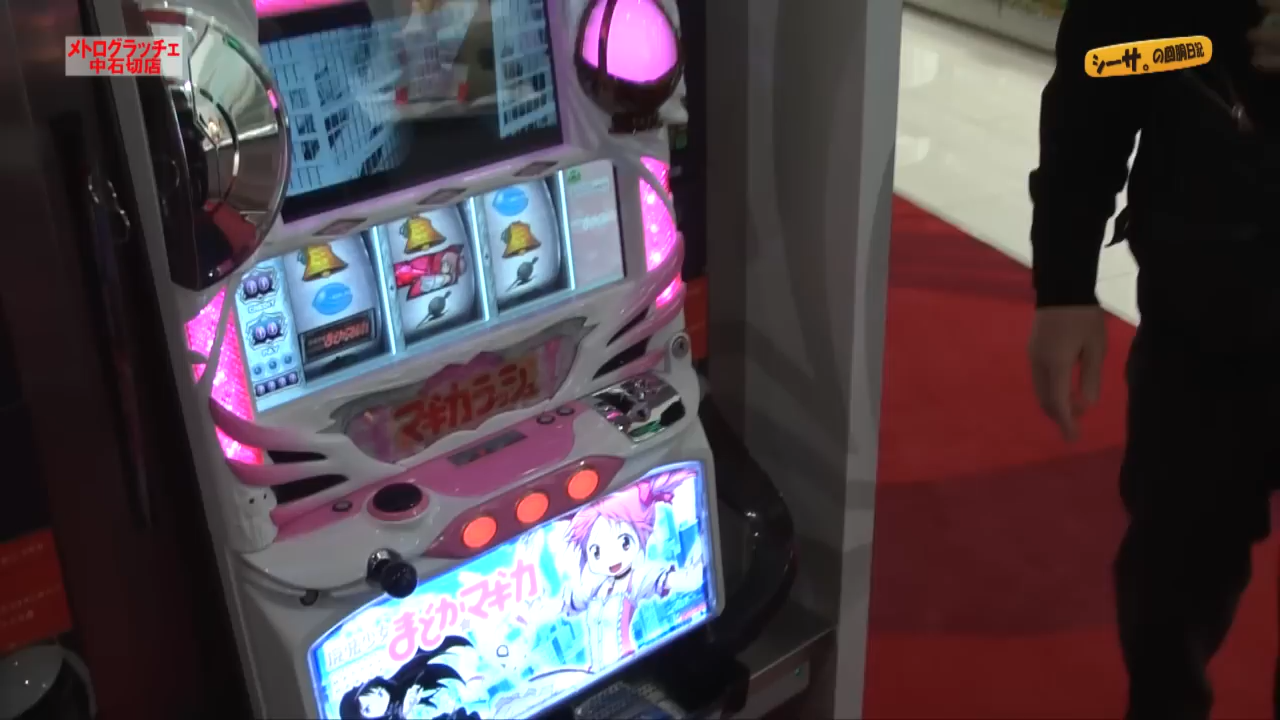 メトログラッチェ
中石切店
シーサ。の回胴日記
マギカラッシュ
魔法少女
まどか☆マギカ